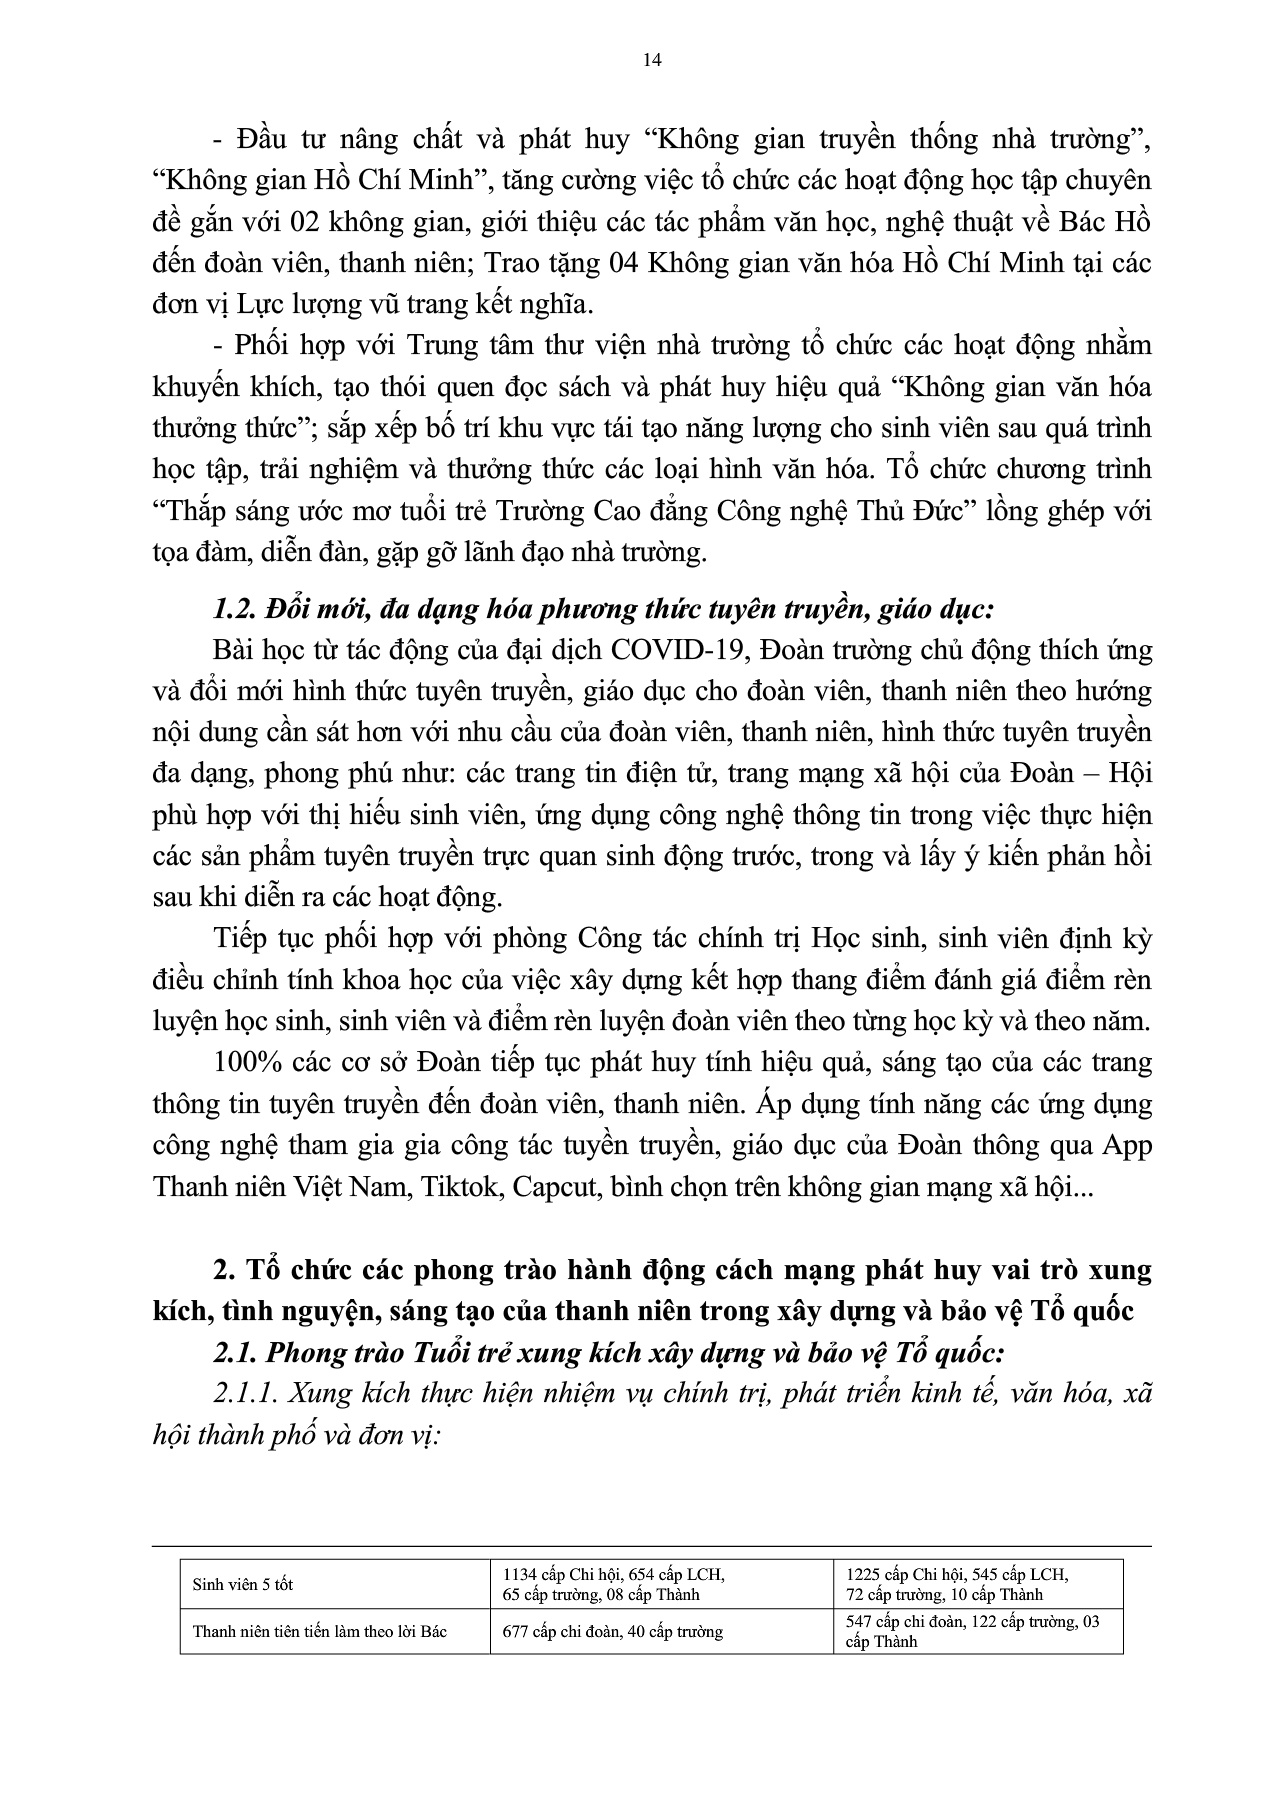 14
- Đầu tư nâng chất và phát huy “Không gian truyền thống nhà trường”,
“Không gian Hồ Chí Minh”, tăng cường việc tổ chức các hoạt động học tập chuyên
đề gắn với 02 không gian, giới thiệu các tác phẩm văn học, nghệ thuật về Bác Hồ
đến đoàn viên, thanh niên; Trao tặng 04 Không gian văn hóa Hồ Chí Minh tại các
đơn vị Lực lượng vũ trang kết nghĩa.
- Phối hợp với Trung tâm thư viện nhà trường tổ chức các hoạt động nhằm
khuyến khích, tạo thói quen đọc sách và phát huy hiệu quả “Không gian văn hóa
thưởng thức”; sắp xếp bố trí khu vực tái tạo năng lượng cho sinh viên sau quá trình
học tập, trải nghiệm và thưởng thức các loại hình văn hóa. Tổ chức chương trình
“Thắp sáng ước mơ tuổi trẻ Trường Cao đẳng Công nghệ Thủ Đức” lồng ghép với
tọa đàm, diễn đàn, gặp gỡ lãnh đạo nhà trường.
1.2. Đổi mới, đa dạng hóa phương thức tuyên truyền, giáo dục:
Bài học từ tác động của đại dịch COVID-19, Đoàn trường chủ động thích ứng
và đổi mới hình thức tuyên truyền, giáo dục cho đoàn viên, thanh niên theo hướng
nội dung cần sát hơn với nhu cầu của đoàn viên, thanh niên, hình thức tuyên truyền
đa dạng, phong phú như: các trang tin điện tử, trang mạng xã hội của Đoàn – Hội
phù hợp với thị hiếu sinh viên, ứng dụng công nghệ thông tin trong việc thực hiện
các sản phẩm tuyên truyền trực quan sinh động trước, trong và lấy ý kiến phản hồi
sau khi diễn ra các hoạt động.
Tiếp tục phối hợp với phòng Công tác chính trị Học sinh, sinh viên định kỳ
điều chỉnh tính khoa học của việc xây dựng kết hợp thang điểm đánh giá điểm rèn
luyện học sinh, sinh viên và điểm rèn luyện đoàn viên theo từng học kỳ và theo năm.
100% các cơ sở Đoàn tiếp tục phát huy tính hiệu quả, sáng tạo của các trang
thông tin tuyên truyền đến đoàn viên, thanh niên. Áp dụng tính năng các ứng dụng
công nghệ tham gia gia công tác tuyền truyền, giáo dục của Đoàn thông qua App
Thanh niên Việt Nam, Tiktok, Capcut, bình chọn trên không gian mạng xã hội...
2. Tổ chức các phong trào hành động cách mạng phát huy vai trò xung
kích, tình nguyện, sáng tạo của thanh niên trong xây dựng và bảo vệ Tổ quốc
2.1. Phong trào Tuổi trẻ xung kích xây dựng và bảo vệ Tổ quốc:
2.1.1. Xung kích thực hiện nhiệm vụ chính trị, phát triển kinh tế, văn hóa, xã
hội thành phố và đơn vị:
Sinh viên 5 tốt
1134 cấp Chi hội, 654 cấp LCH,
65 cấp trường, 08 cấp Thành
1225 cấp Chi hội, 545 cấp LCH,
72 cấp trường, 10 cấp Thành
Thanh niên tiên tiến làm theo lời Bác
677 cấp chi đoàn, 40 cấp trường
547 cấp chi đoàn, 122 cấp trường, 03
cấp Thành